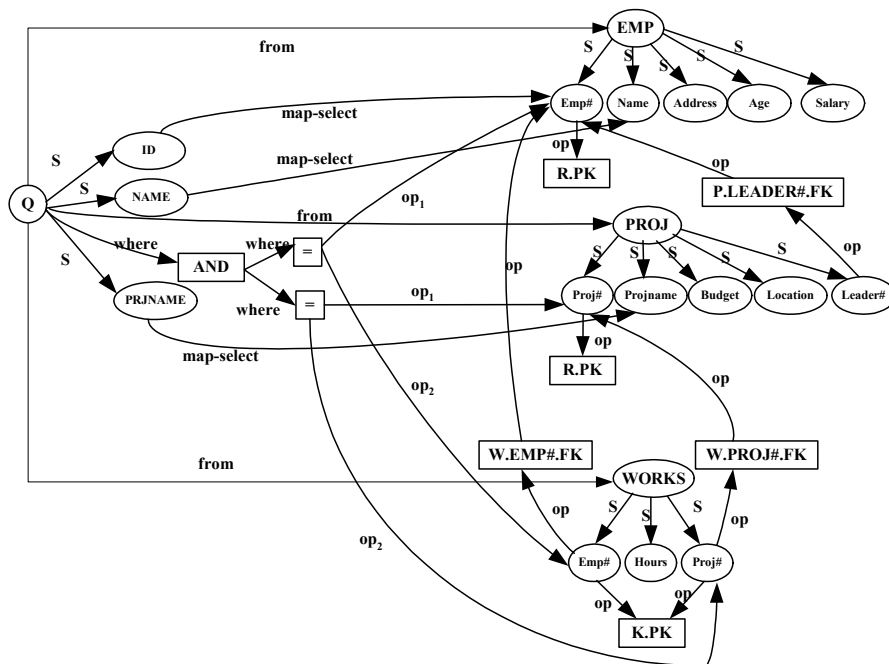 EMP
from
S
S
S
S
S
Emp#
Name
Address
Age
Salary
map-select
op
R.PK
op
P.LEADER#.FK
ID
S
map-select
S
NAME
Q
op1
from
PROJ
where
where
=
AND
S
op
S
S
S
S
S
op
PRJNAME
where
=
op1
Proj#
Projname
Budget
Location
Leader#
map-select
op
R.PK
op
op2
W.EMP#.FK
W.PROJ#.FK
from
WORKS
op
S
S
S
op
op2
Emp#
Hours
Proj#
op
op
K.PK